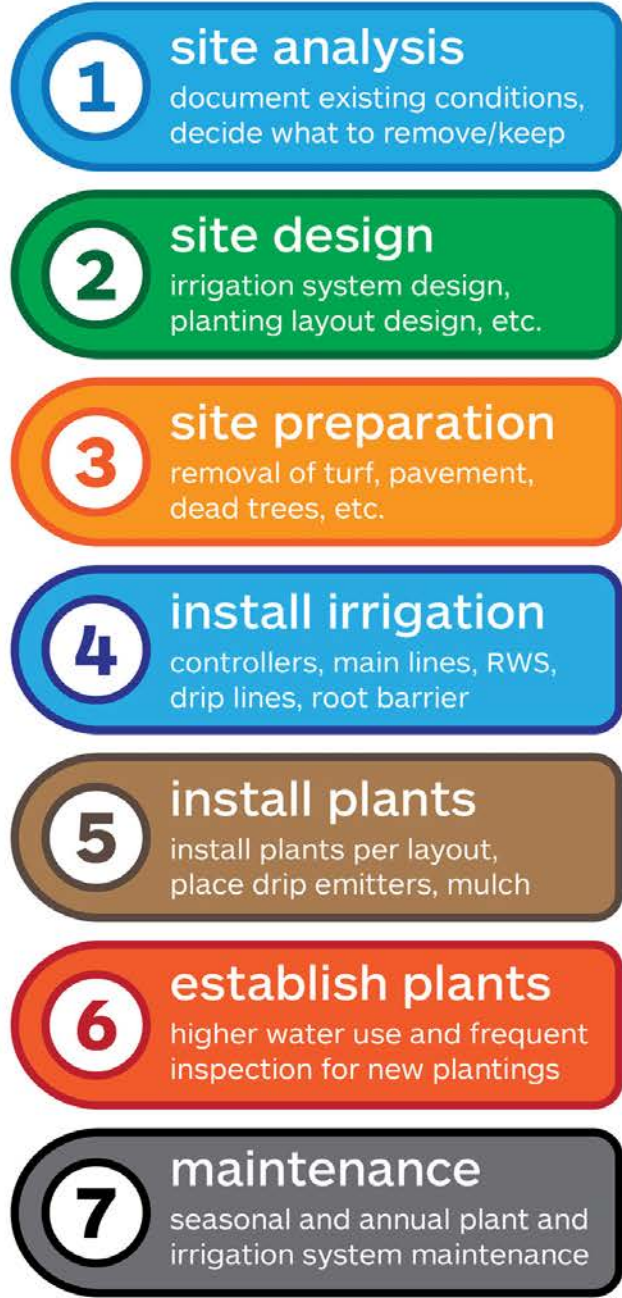 1
site analysis
document existing conditions,
decide what to remove/keep
2
site design
irrigation system design,
planting layout design, etc.
3
site preparation
removal of turf, pavement,
dead trees, etc.
4
install irrigation
controllers, main lines, RWS,
drip lines, root barrier
5
install plants
install plants per layout,
place drip emitters, mulch
6
establish plants
higher water use and frequent
inspection for new plantings
7
maintenance
seasonal and annual plant and
irrigation system maintenance